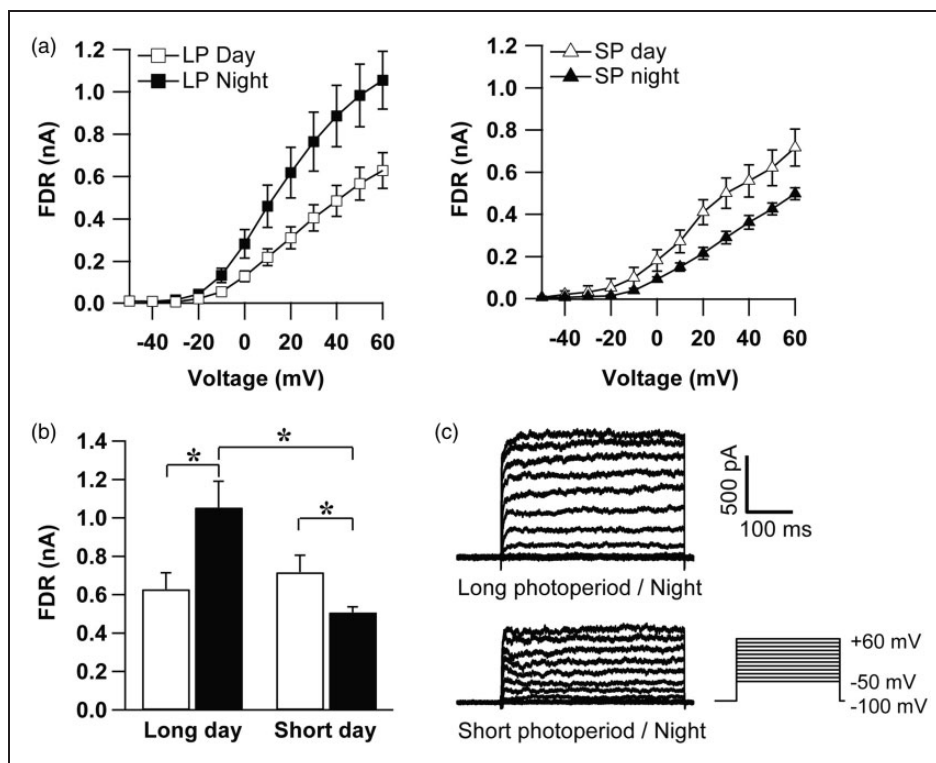 (a)
LP Day
LP Night
FDR (nA)
1.2
1.0
0.8
0.6
0.4
0.2
0.0
-40 -20 0 20 40 60
Voltage (mV)
SP day
SP night
FDR (nA)
1.2
1.0
0.8
0.6
0.4
0.2
0.0
-40 -20 0 20 40 60
Voltage (mV)
(b)
FDR (nA)
1.4
1.2
1.0
0.8
0.6
0.4
0.2
0.0
* * *
Long day Short day
(c)
500 pA
100 ms
Long photoperiod / Night
+60 mV
-50 mV
-100 mV
Short photoperiod / Night